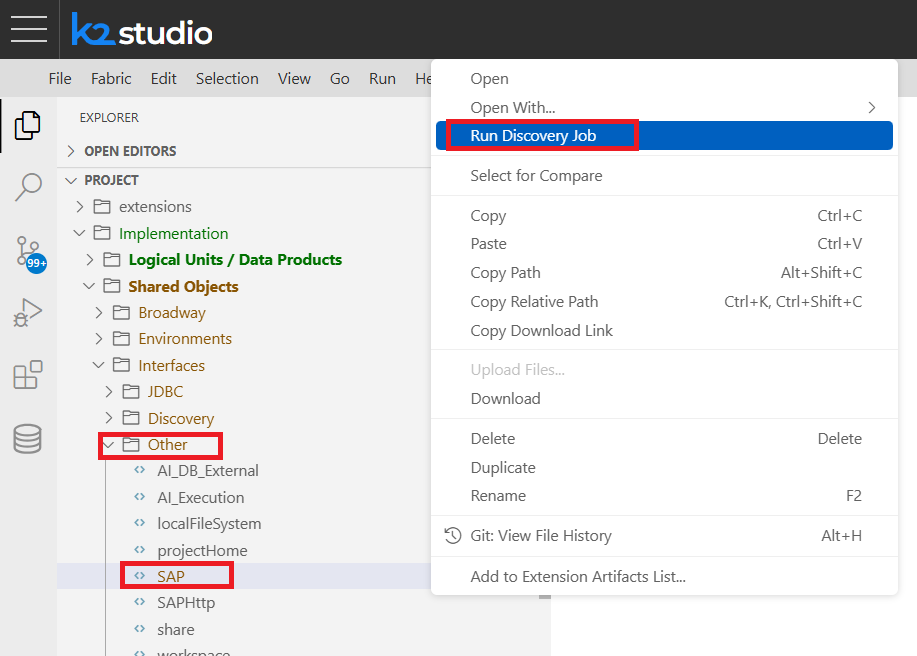 k2 studio
File Fabric Edit Selection View Go Run He
EXPLORER
OPEN EDITORS
PROJECT
extensions
Implementation
Logical Units / Data Products
Shared Objects
Broadway
Environments
Interfaces
JDBC
Discovery
Other
AI_DB_External
AI_Execution
localFileSystem
projectHome
SAP
SAPHttp
share
workspace
99+
Open
Open With...
Run Discovery Job
Select for Compare
Copy Ctrl+C
Paste Ctrl+V
Copy Path Alt+Shift+C
Copy Relative Path Ctrl+K, Ctrl+Shift+C
Copy Download Link
Upload Files...
Download
Delete Delete
Duplicate
Rename F2
Git: View File History Alt+H
Add to Extension Artifacts List...